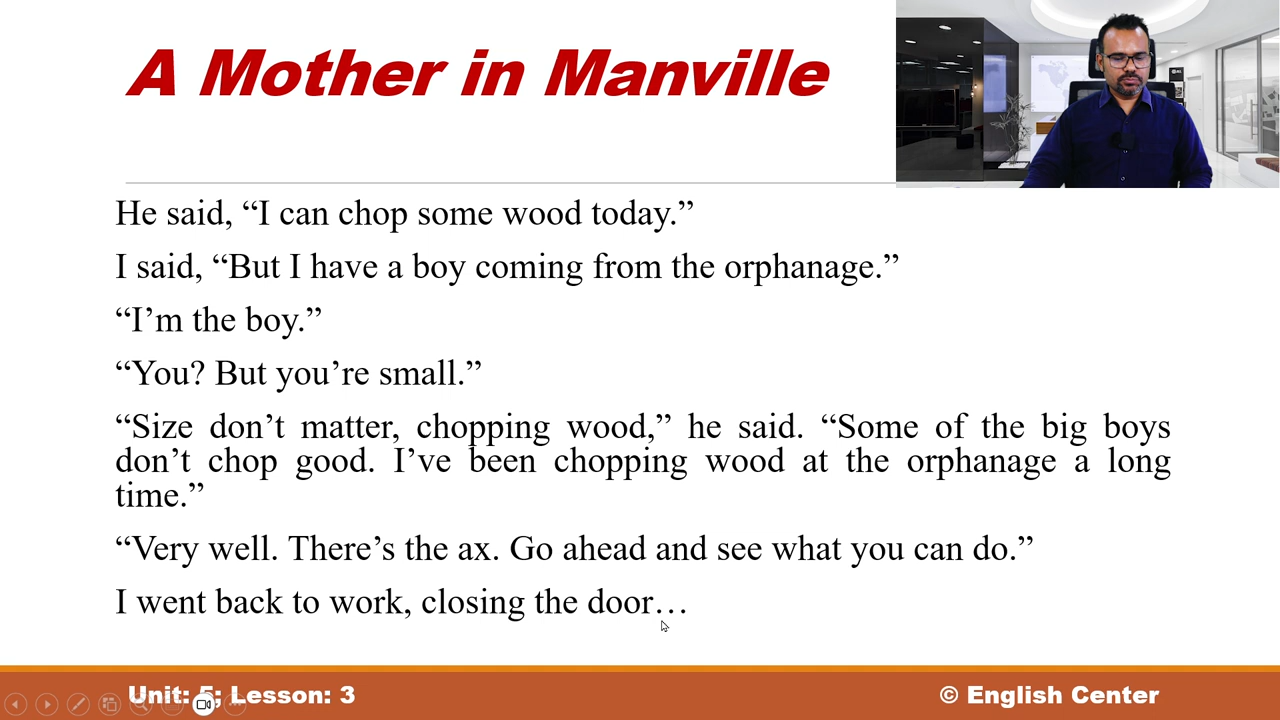 A Mother in Manville
He said, “I can chop some wood today.”
I said, “But I have a boy coming from the orphanage.”
“I’m the boy.”
“You? But you’re small.”
“Size don’t matter, chopping wood,” he said. “Some of the big boys
don’t chop good. I’ve been chopping wood at the orphanage a long
time.”
“Very well. There’s the ax. Go ahead and see what you can do.”
I went back to work, closing the door…
Unit: 5; Lesson: 3
© English Center